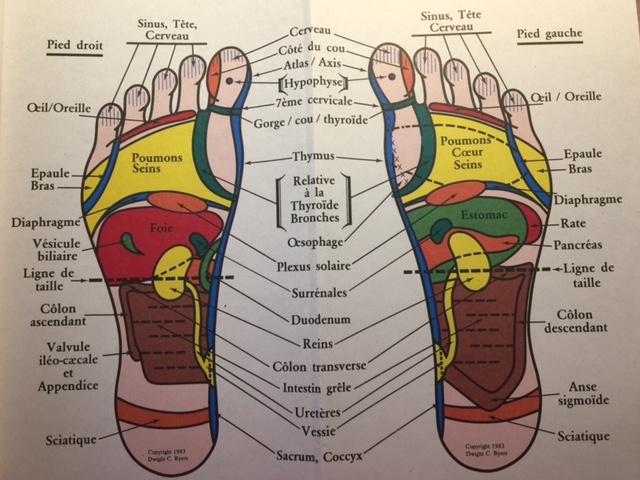 Sinus, Tête,
Cerveau
Pied droit
Œil/Oreille
Epaule
Bras
Diaphragme
Vésicule
biliaire
Ligne de
taille
Côlon
ascendant
Valvule
iléo-cæcale
et
Appendice
Sciatique
Poumons
Seins
Foie
Copyright 1983
Dwight C. Byers
Cerveau
Côté du cou
Atlas / Axis
Hypophyse
7ème cervicale
Gorge / cou / thyroïde
Thymus
Relative
à la
Thyroïde
Bronches
Œsophage
Plexus solaire
Surrénales
Duodenum
Reins
Côlon transverse
Intestin grêle
Uretères
Vessie
Sacrum, Coccyx
Sinus, Tête
Cerveau
Pied gauche
Œil / Oreille
Poumons
Cœur
Seins
Estomac
Epaule
Bras
Diaphragme
Rate
Pancréas
Ligne de
taille
Côlon
descendant
Anse
sigmoïde
Sciatique
Copyright 1983
Dwight C. Byers